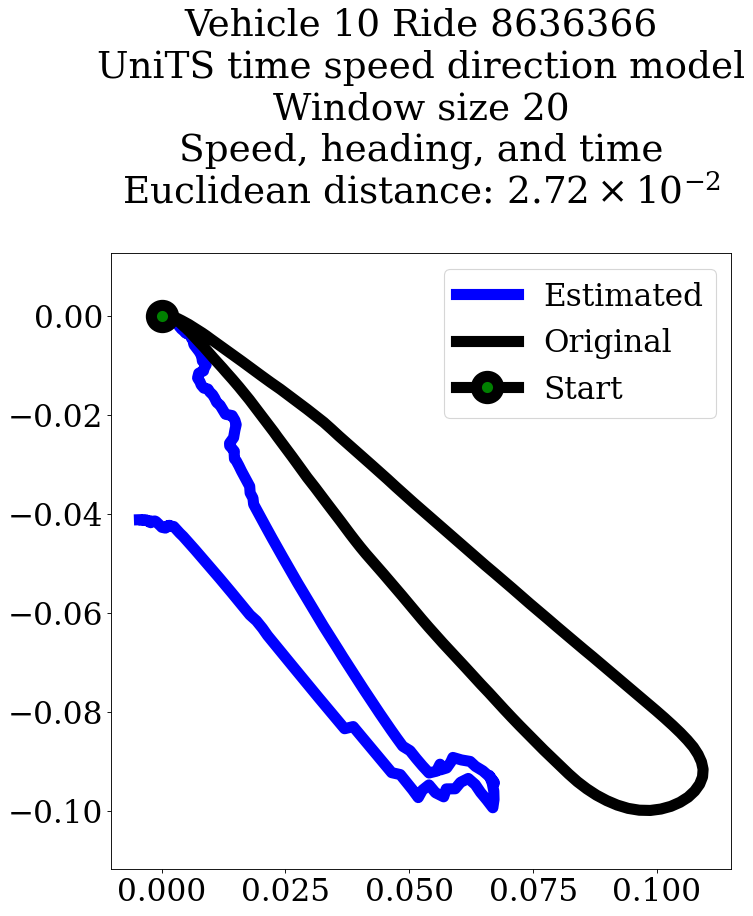 Vehicle 10 Ride 8636366
UniTS time speed direction model
Window size 20
Speed, heading, and time
Euclidean distance: 2.72 × 10⁻²
Estimated
Original
Start
0.00
−0.02
−0.04
−0.06
−0.08
−0.10
0.000 0.025 0.050 0.075 0.100